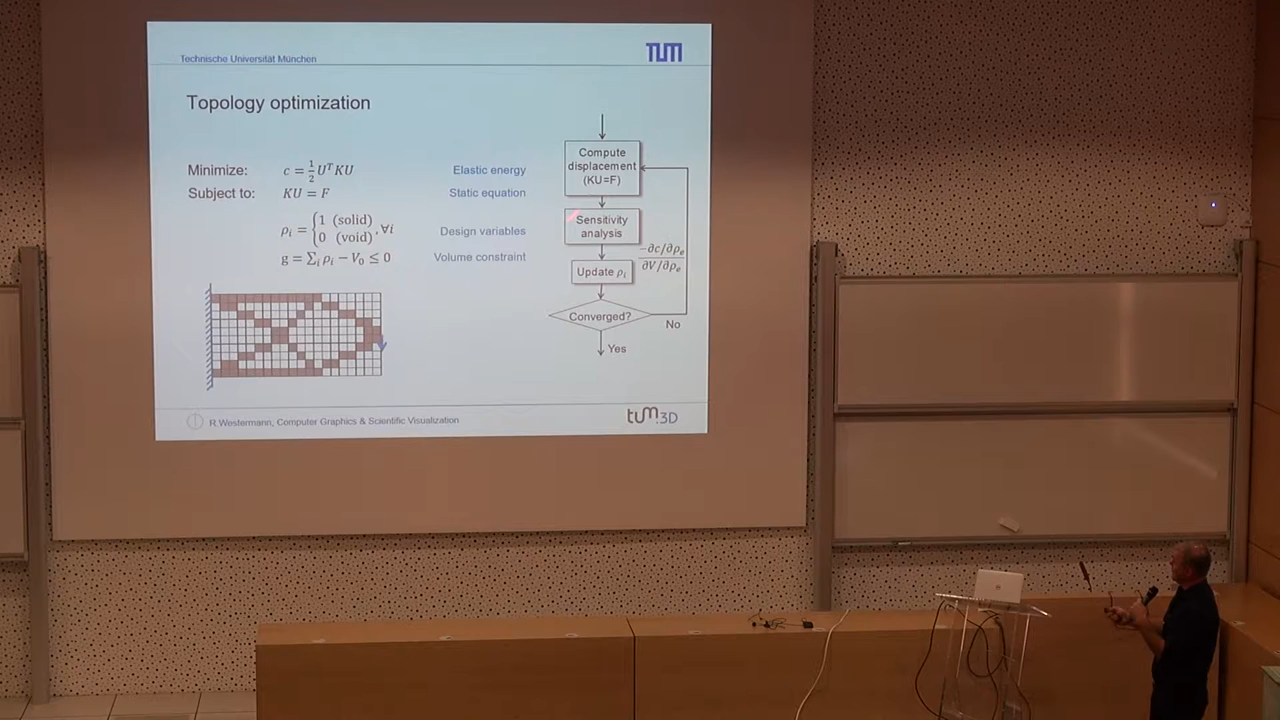 Technische Universität München
TUM
Topology optimization
Minimize: c = ½UᵀKU Elastic energy
Subject to: KU = F Static equation
ρᵢ = {1 (solid) 0 (void) , ∀i Design variables
g = ∑ᵢ ρᵢ − V₀ ≤ 0 Volume constraint
Compute
displacement
(KU=F)
Sensitivity
analysis
−∂c/∂ρₑ
∂V/∂ρₑ
Update ρᵢ
Converged?
No
Yes
R.Westermann, Computer Graphics & Scientific Visualization
tum.3D